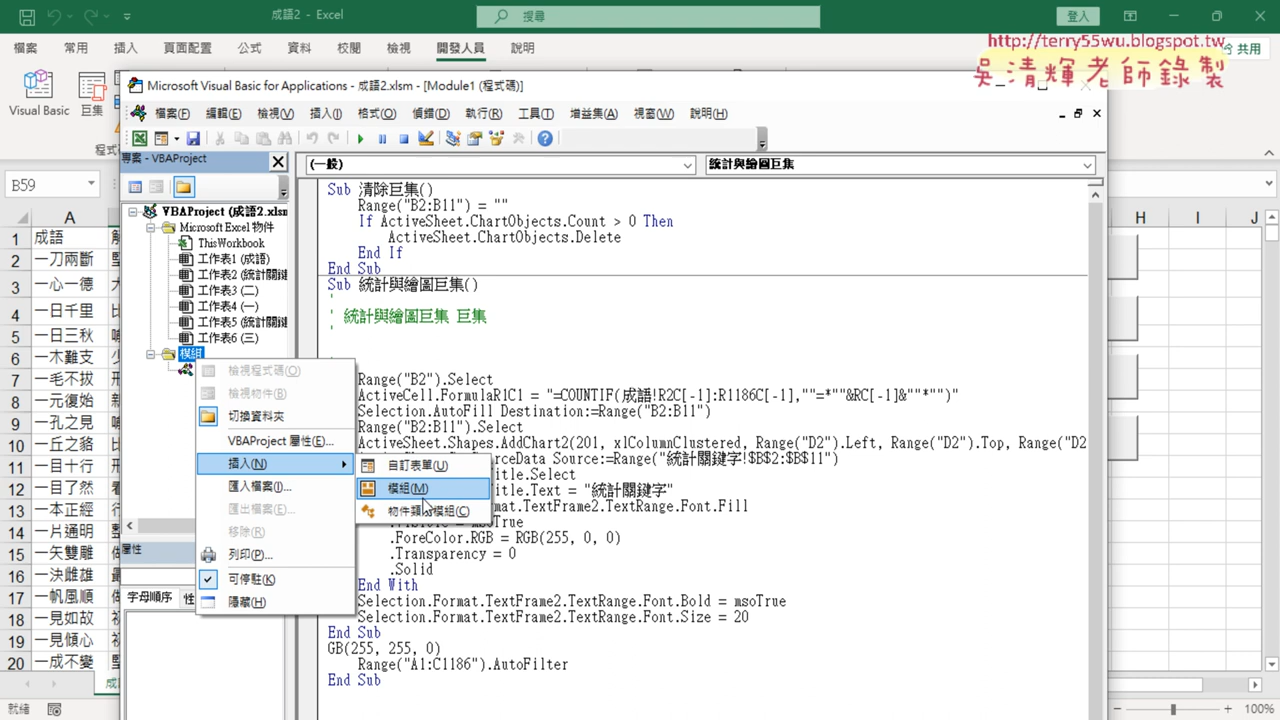 成語2 - Excel
搜尋
登入
檔案 常用 插入 頁面配置 公式 資料 校閱 檢視 開發人員 說明
共用
http://terry55wu.blogspot.tw
吳清輝老師錄製
Visual Basic 巨集
Microsoft Visual Basic for Applications - 成語2.xlsm - [Module1 (程式碼)]
檔案(F) 編輯(E) 檢視(V) 插入(I) 格式(O) 偵錯(D) 執行(R) 工具(T) 增益集(A) 視窗(W) 說明(H)
專案 - VBAProject
(一般) 統計與繪圖巨集
B59
VBAProject (成語2.xlsm
Microsoft Excel 物件
ThisWorkbook
工作表1 (成語)
工作表2 (統計關鍵
工作表3 (二)
工作表4 (一)
工作表5 (統計關鍵
工作表6 (三)
模組
檢視程式碼(O)
檢視物件(B)
切換資料夾
VBAProject 屬性(E)...
插入(N)
匯入檔案(I)...
匯出檔案(E)...
移除(R)
列印(P)...
可停駐(K)
隱藏(H)
自訂表單(U)
模組(M)
物件類模組(C)
屬性
字母順序
Sub 清除巨集()
Range("B2:B11") = ""
If ActiveSheet.ChartObjects.Count > 0 Then
ActiveSheet.ChartObjects.Delete
End If
End Sub
Sub 統計與繪圖巨集()
'
' 統計與繪圖巨集 巨集
'
Range("B2").Select
ActiveCell.FormulaR1C1 = "=COUNTIF(成語!R2C[-1]:R1186C[-1],""=*""&RC[-1]&""*"")"
Selection.AutoFill Destination:=Range("B2:B11")
Range("B2:B11").Select
ActiveSheet.Shapes.AddChart2(201, xlColumnClustered, Range("D2").Left, Range("D2").Top, Range("D2
ceData Source:=Range("統計關鍵字!$B$2:$B$11")
itle.Select
itle.Text = "統計關鍵字"
mat.TextFrame2.TextRange.Font.Fill
.ForeColor.RGB = RGB(255, 0, 0)
.Transparency = 0
.Solid
End With
Selection.Format.TextFrame2.TextRange.Font.Bold = msoTrue
Selection.Format.TextFrame2.TextRange.Font.Size = 20
End Sub
GB(255, 255, 0)
Range("A1:C1186").AutoFilter
End Sub
A H I J
1 成語
2 一刀兩斷
3 一心一德
4 一日千里
5 一日三秋
6 一木難支
7 一毛不拔
8 一元復始
9 一孔之見
10 一丘之貉
11 一目十行
12 一目了然
13 一本正經
14 一片通明
15 一矢雙鵰
16 一決雌雄
17 一帆風順
18 一見如故
19 一見傾心
20 一成不變
就緒
100%